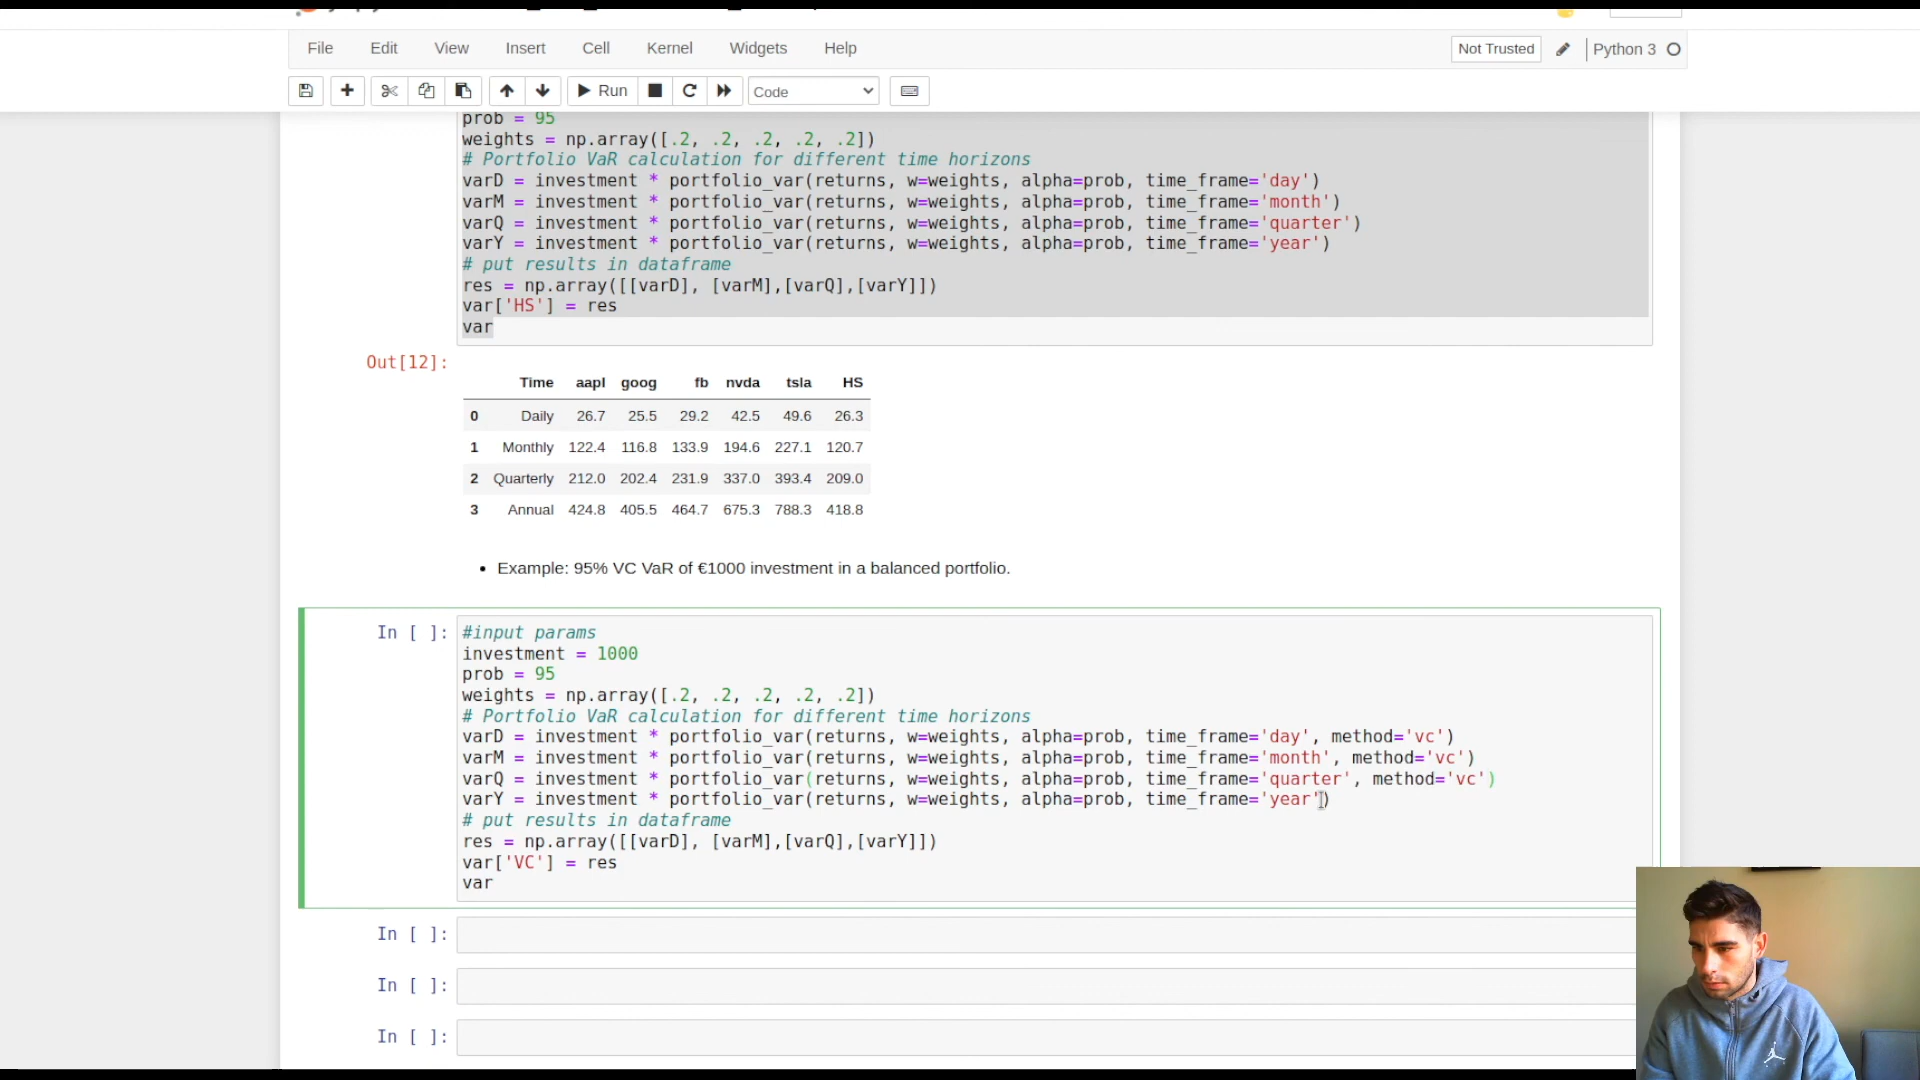 File Edit View Insert Cell Kernel Widgets Help Not Trusted Python 3
Run Code
prob = 95
weights = np.array([.2, .2, .2, .2, .2])
# Portfolio VaR calculation for different time horizons
varD = investment * portfolio_var(returns, w=weights, alpha=prob, time_frame='day')
varM = investment * portfolio_var(returns, w=weights, alpha=prob, time_frame='month')
varQ = investment * portfolio_var(returns, w=weights, alpha=prob, time_frame='quarter')
varY = investment * portfolio_var(returns, w=weights, alpha=prob, time_frame='year')
# put results in dataframe
res = np.array([[varD], [varM],[varQ],[varY]])
var['HS'] = res
var
Out[12]:
Time aapl goog fb nvda tsla HS
0 Daily 26.7 25.5 29.2 42.5 49.6 26.3
1 Monthly 122.4 116.8 133.9 194.6 227.1 120.7
2 Quarterly 212.0 202.4 231.9 337.0 393.4 209.0
3 Annual 424.8 405.5 464.7 675.3 788.3 418.8
• Example: 95% VC VaR of €1000 investment in a balanced portfolio.
In [ ]: #input params
investment = 1000
prob = 95
weights = np.array([.2, .2, .2, .2, .2])
# Portfolio VaR calculation for different time horizons
varD = investment * portfolio_var(returns, w=weights, alpha=prob, time_frame='day', method='vc')
varM = investment * portfolio_var(returns, w=weights, alpha=prob, time_frame='month', method='vc')
varQ = investment * portfolio_var(returns, w=weights, alpha=prob, time_frame='quarter', method='vc')
varY = investment * portfolio_var(returns, w=weights, alpha=prob, time_frame='year')
# put results in dataframe
res = np.array([[varD], [varM],[varQ],[varY]])
var['VC'] = res
var
In [ ]:
In [ ]:
In [ ]: